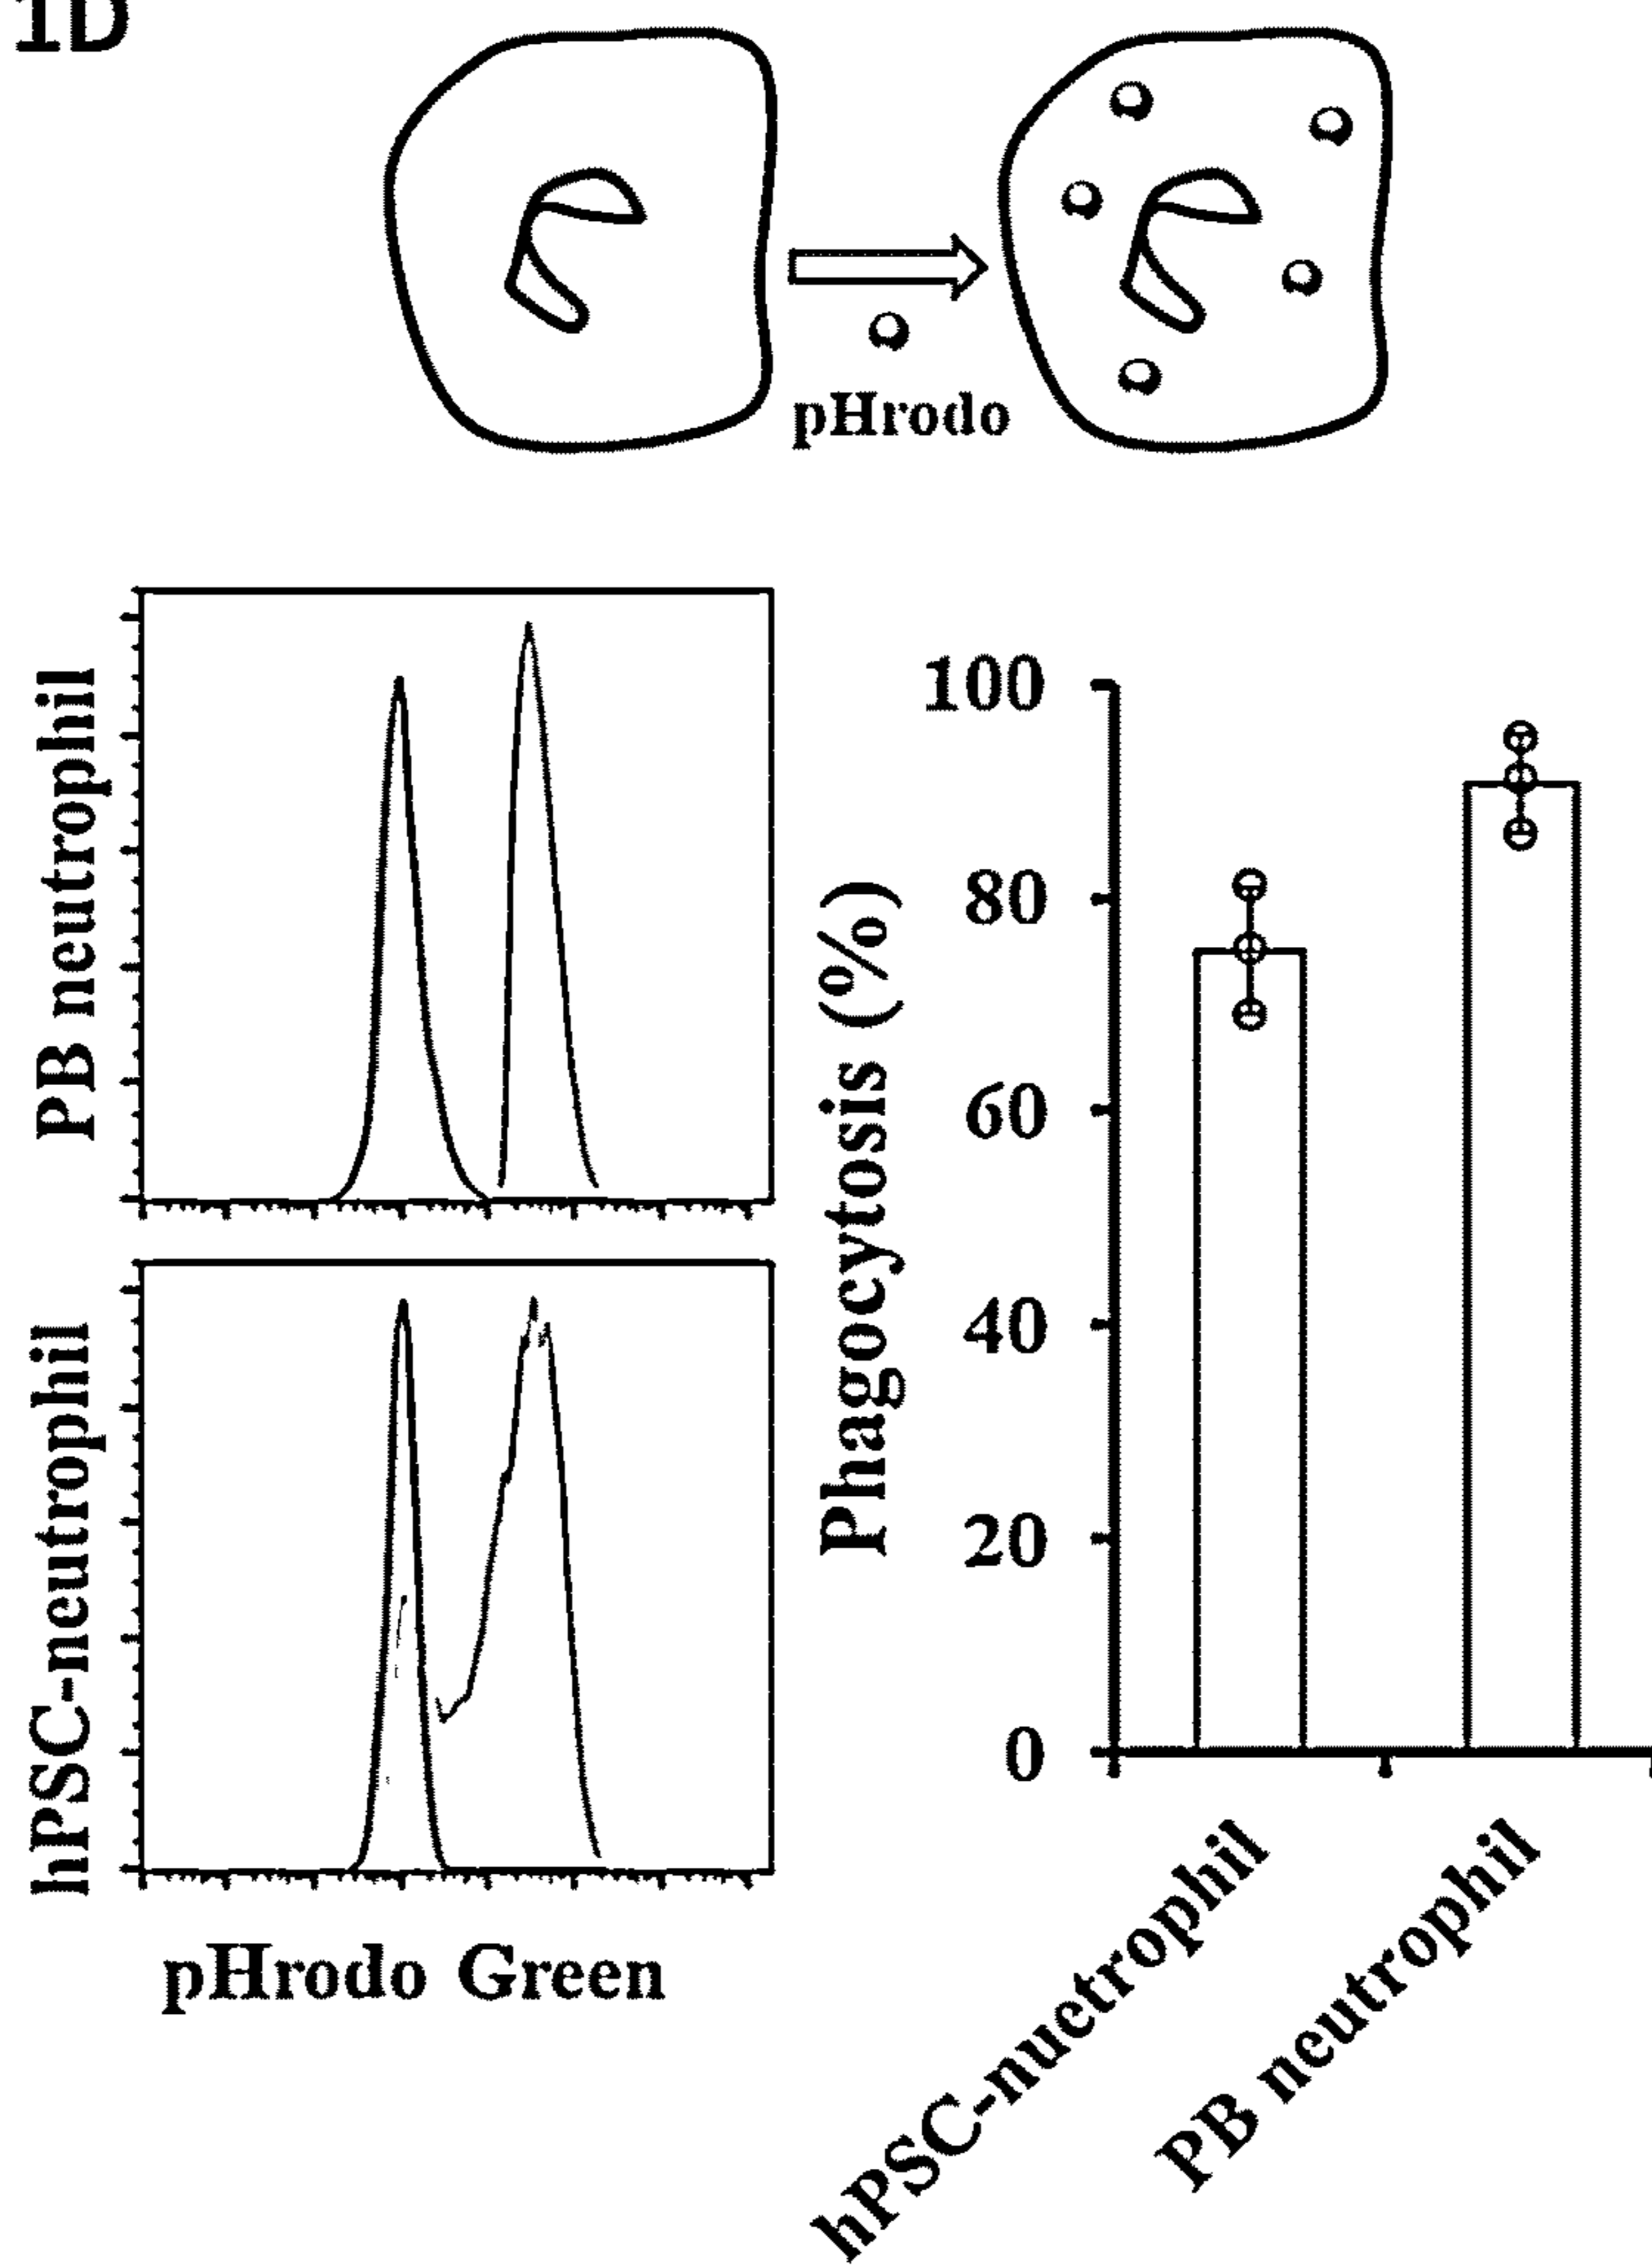 1D
pHrodo
PB neutrophil
hPSC-neutrophil
pHrodo Green
Phagocytosis (%)
100
80
60
40
20
0
hPSC-nuetrophil
PB neutrophil